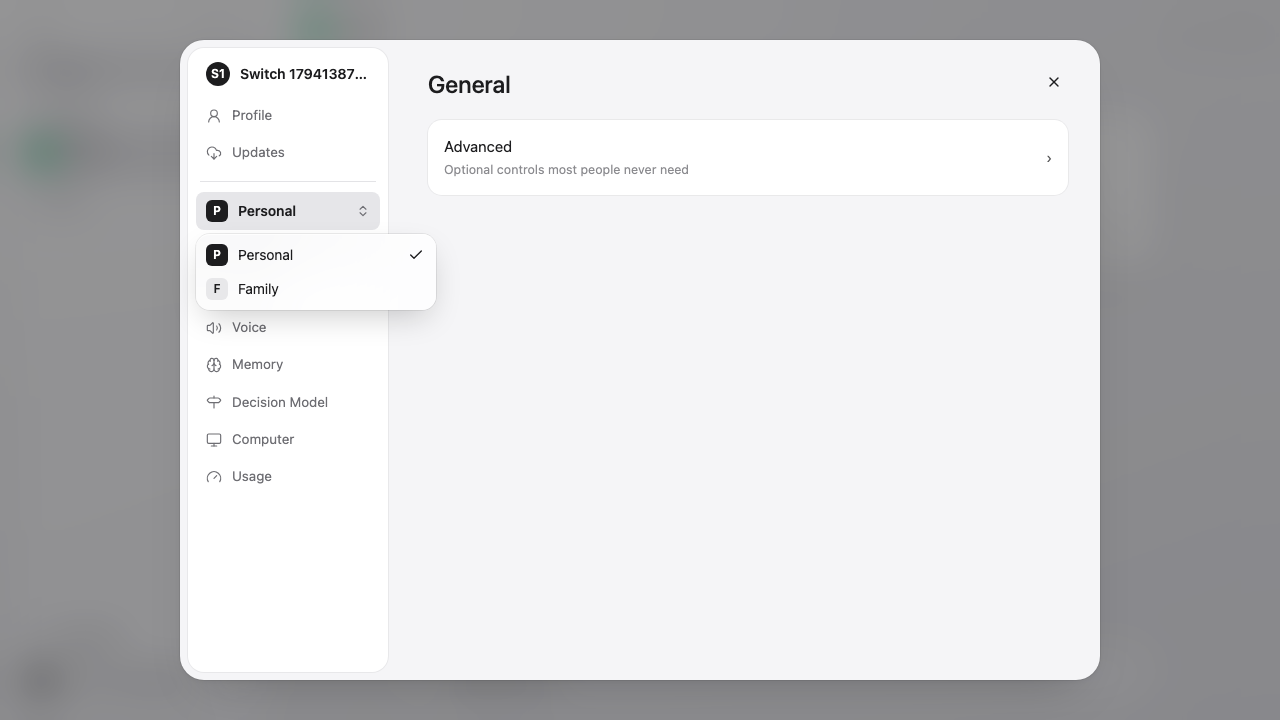 S1 Switch 17941387...
Profile
Updates
P Personal
P Personal
F Family
Voice
Memory
Decision Model
Computer
Usage
General
Advanced
Optional controls most people never need